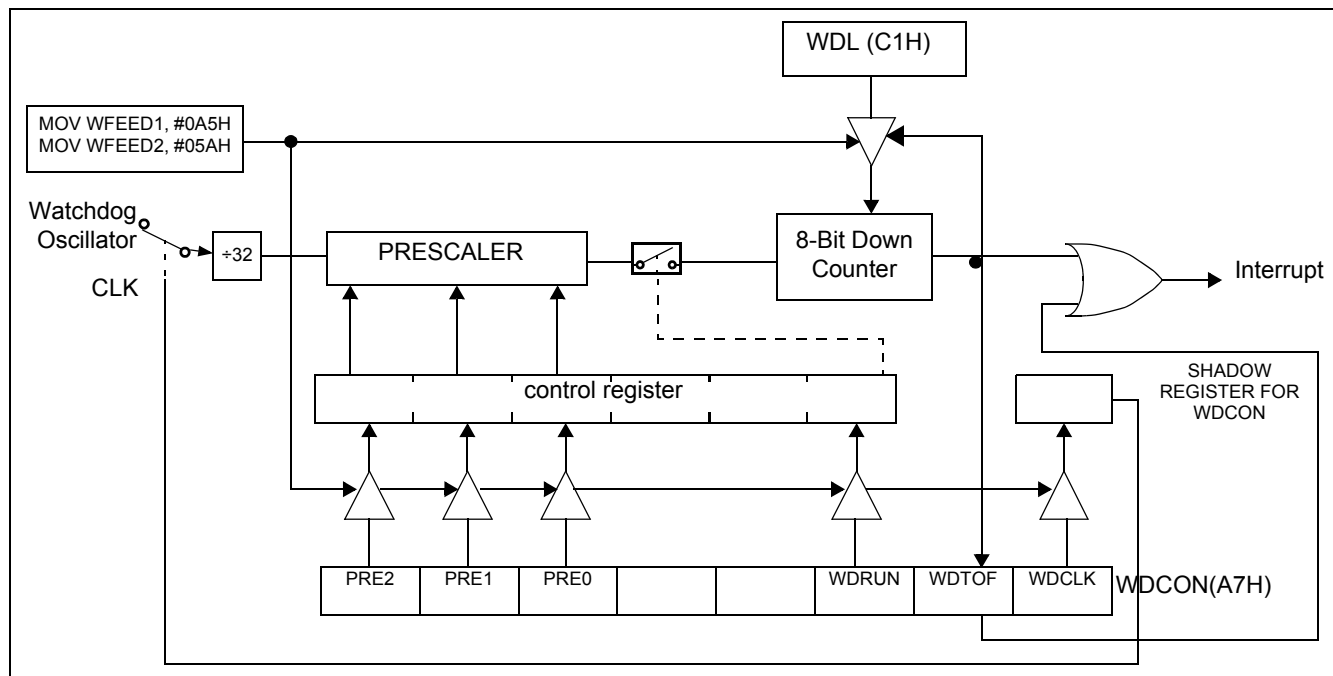 WDL (C1H)
MOV WFEED1, #0A5H
MOV WFEED2, #05AH
Watchdog
Oscillator
CLK
÷32
PRESCALER
8-Bit Down
Counter
Interrupt
control register
SHADOW
REGISTER FOR
WDCON
PRE2
PRE1
PRE0
WDRUN
WDTOF
WDCLK
WDCON(A7H)